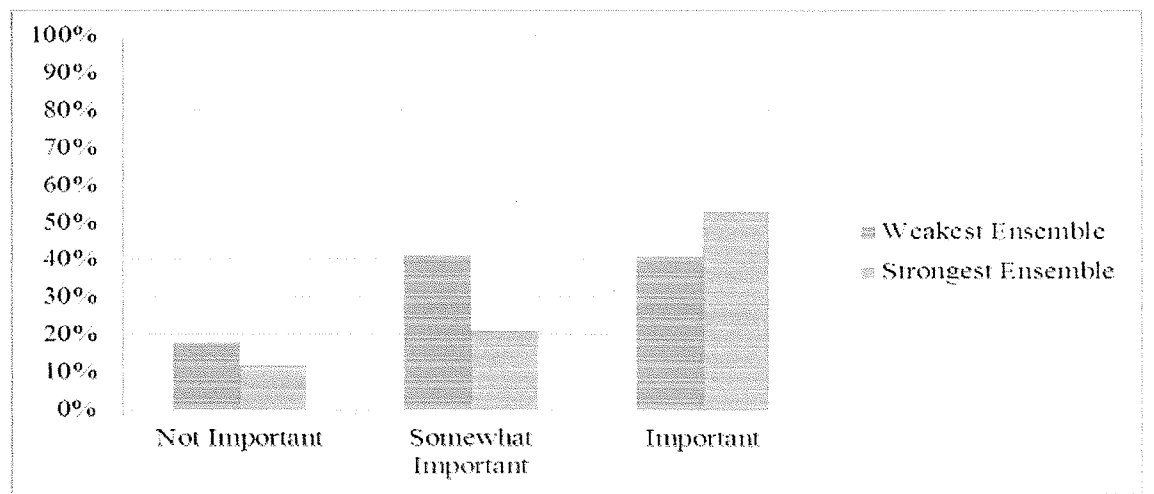 100%
90%
80%
70%
60%
50%
40%
30%
20%
10%
0%
Not Important
Somewhat
Important
Important
Weakest Ensemble
Strongest Ensemble